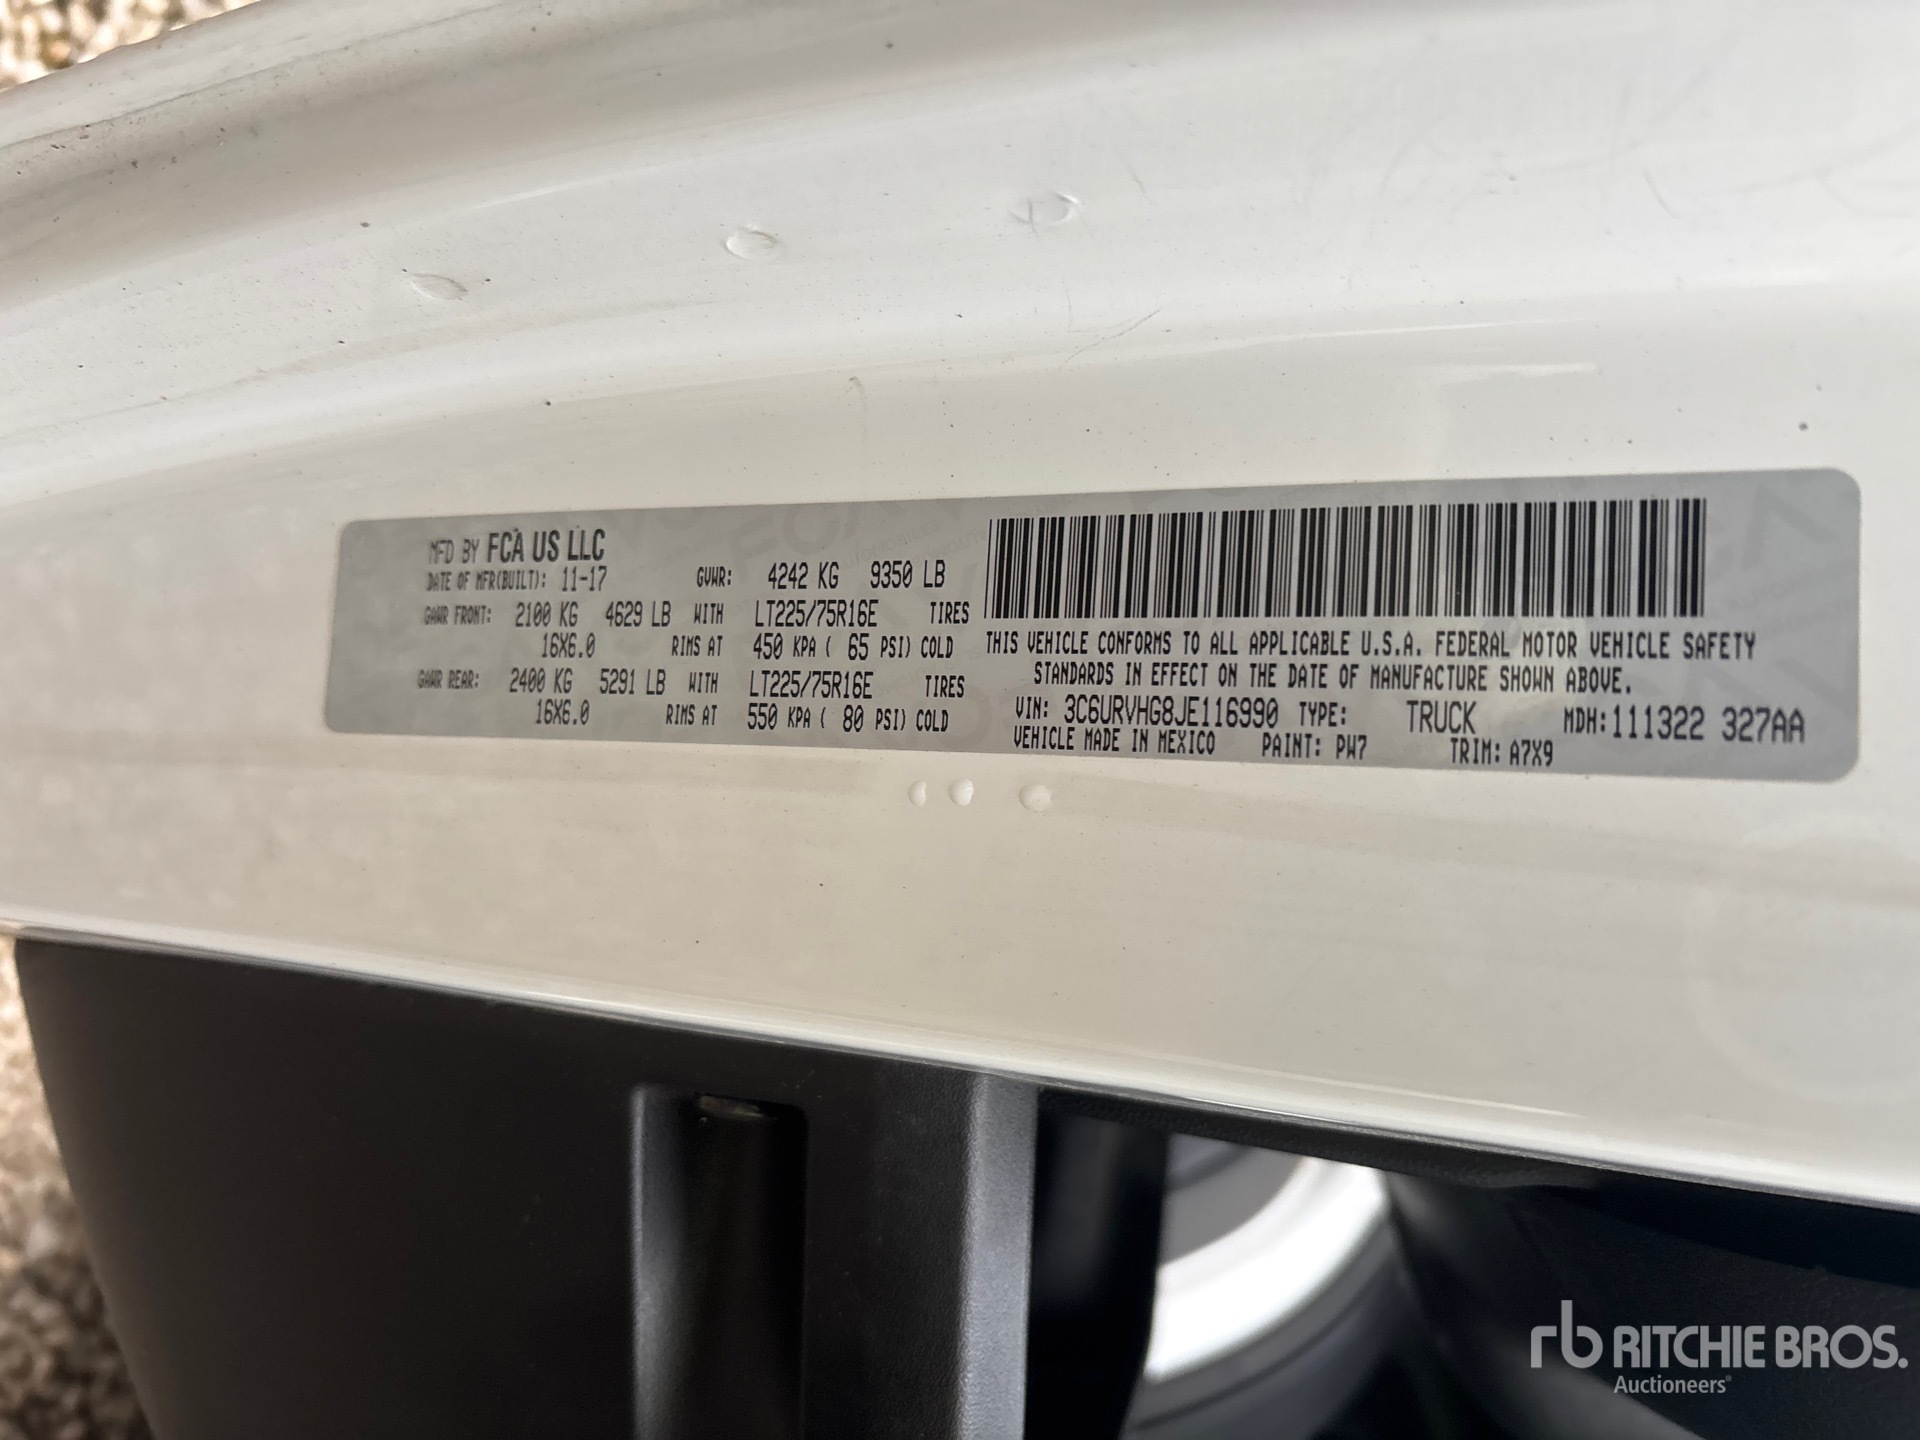 MFD BY FCA US LLC
DATE OF MFR(BUILT): 11-17 GVWR: 4242 KG 9350 LB
GAWR FRONT: 2100 KG 4629 LB WITH LT225/75R16E TIRES
16X6.0 RIMS AT 450 KPA ( 65 PSI) COLD
GAWR REAR: 2400 KG 5291 LB WITH LT225/75R16E TIRES
16X6.0 RIMS AT 550 KPA ( 80 PSI) COLD
THIS VEHICLE CONFORMS TO ALL APPLICABLE U.S.A. FEDERAL MOTOR VEHICLE SAFETY
STANDARDS IN EFFECT ON THE DATE OF MANUFACTURE SHOWN ABOVE.
VIN: 3C6URVHG8JE116990 TYPE: TRUCK MDH:111322 327AA
VEHICLE MADE IN MEXICO PAINT: PW7 TRIM: A7X9
rb RITCHIE BROS.
Auctioneers®